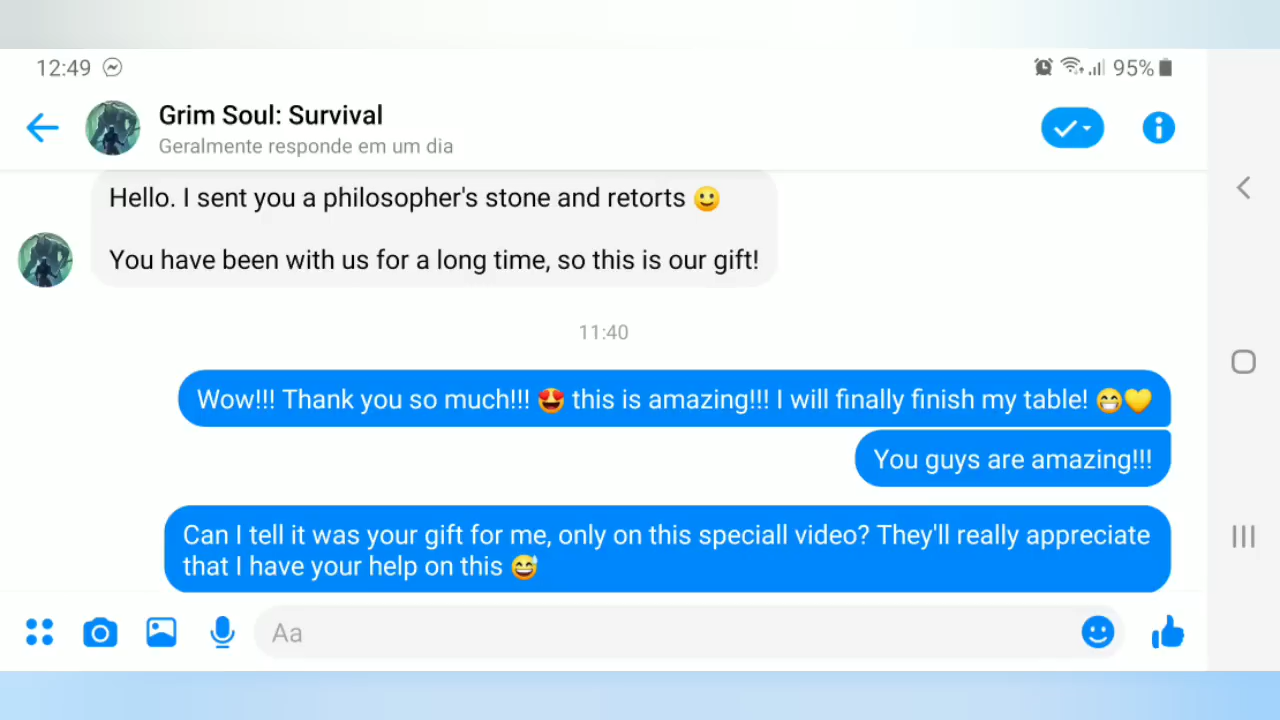 12:49
95%
Grim Soul: Survival
Geralmente responde em um dia
Hello. I sent you a philosopher's stone and retorts 🙂
You have been with us for a long time, so this is our gift!
11:40
Wow!!! Thank you so much!!! 😍 this is amazing!!! I will finally finish my table! 😁💛
You guys are amazing!!!
Can I tell it was your gift for me, only on this speciall video? They'll really appreciate
that I have your help on this 😅
Aa